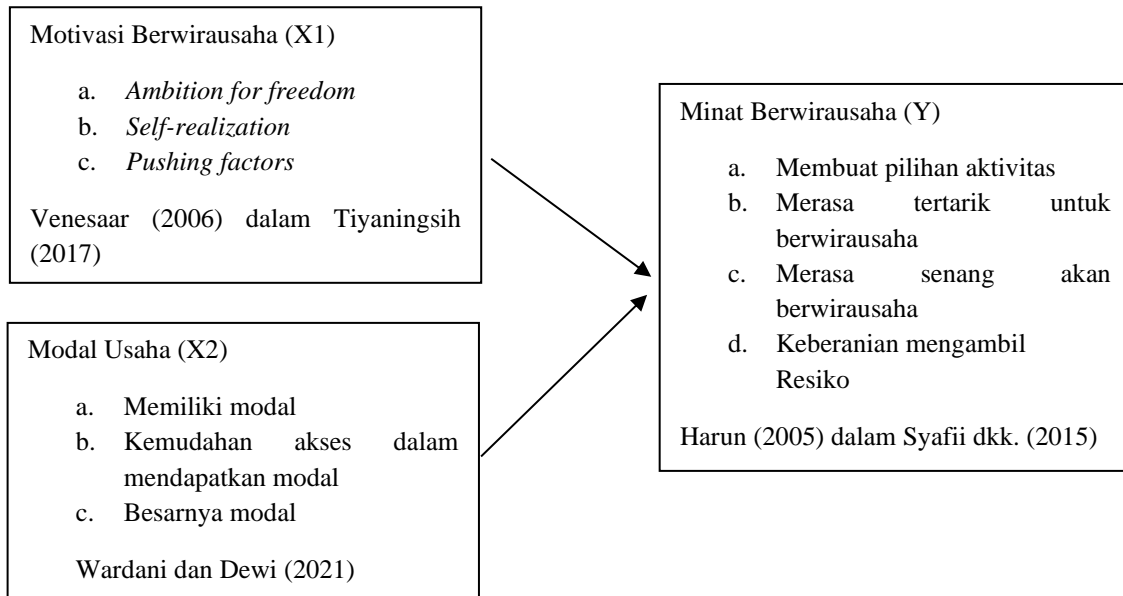 Motivasi Berwirausaha (X1)
a. Ambition for freedom
b. Self-realization
c. Pushing factors
Venesaar (2006) dalam Tiyaningsih
(2017)
Modal Usaha (X2)
a. Memiliki modal
b. Kemudahan akses dalam
mendapatkan modal
c. Besarnya modal
Wardani dan Dewi (2021)
Minat Berwirausaha (Y)
a. Membuat pilihan aktivitas
b. Merasa tertarik untuk
berwirausaha
c. Merasa senang akan
berwirausaha
d. Keberanian mengambil
Resiko
Harun (2005) dalam Syafii dkk. (2015)